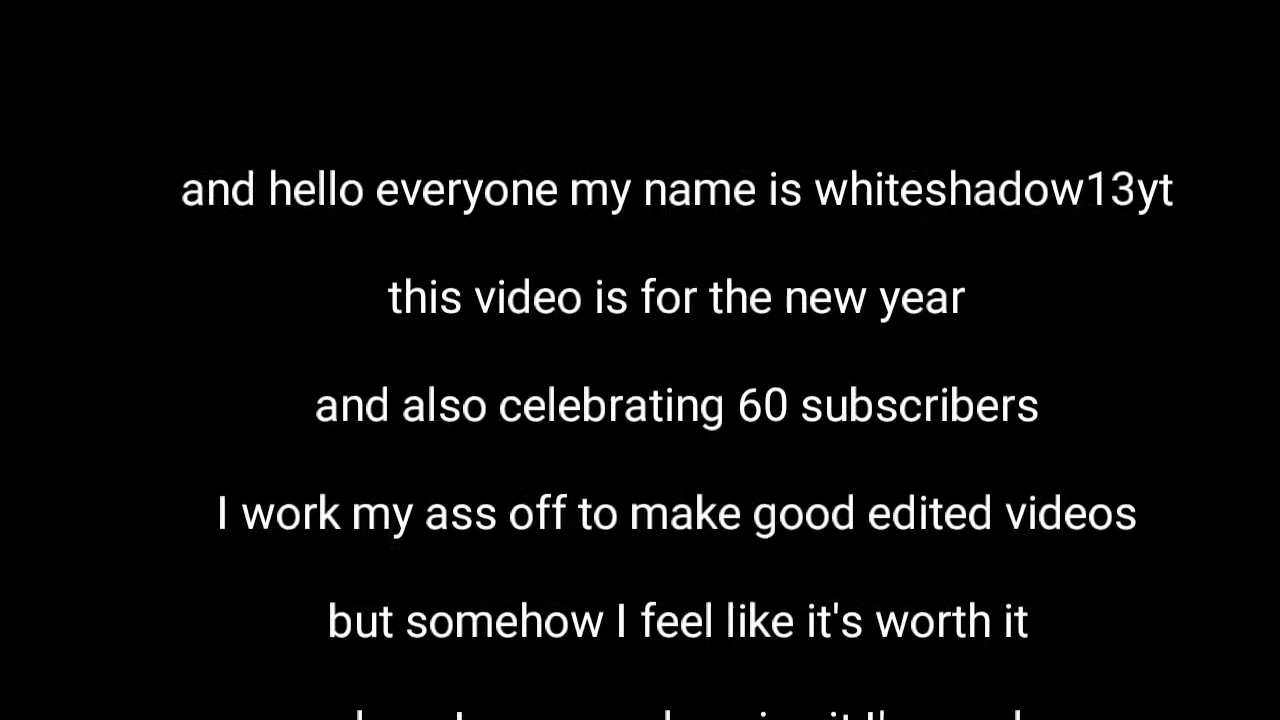 and hello everyone my name is whiteshadow13yt
this video is for the new year
and also celebrating 60 subscribers
I work my ass off to make good edited videos
but somehow I feel like it's worth it